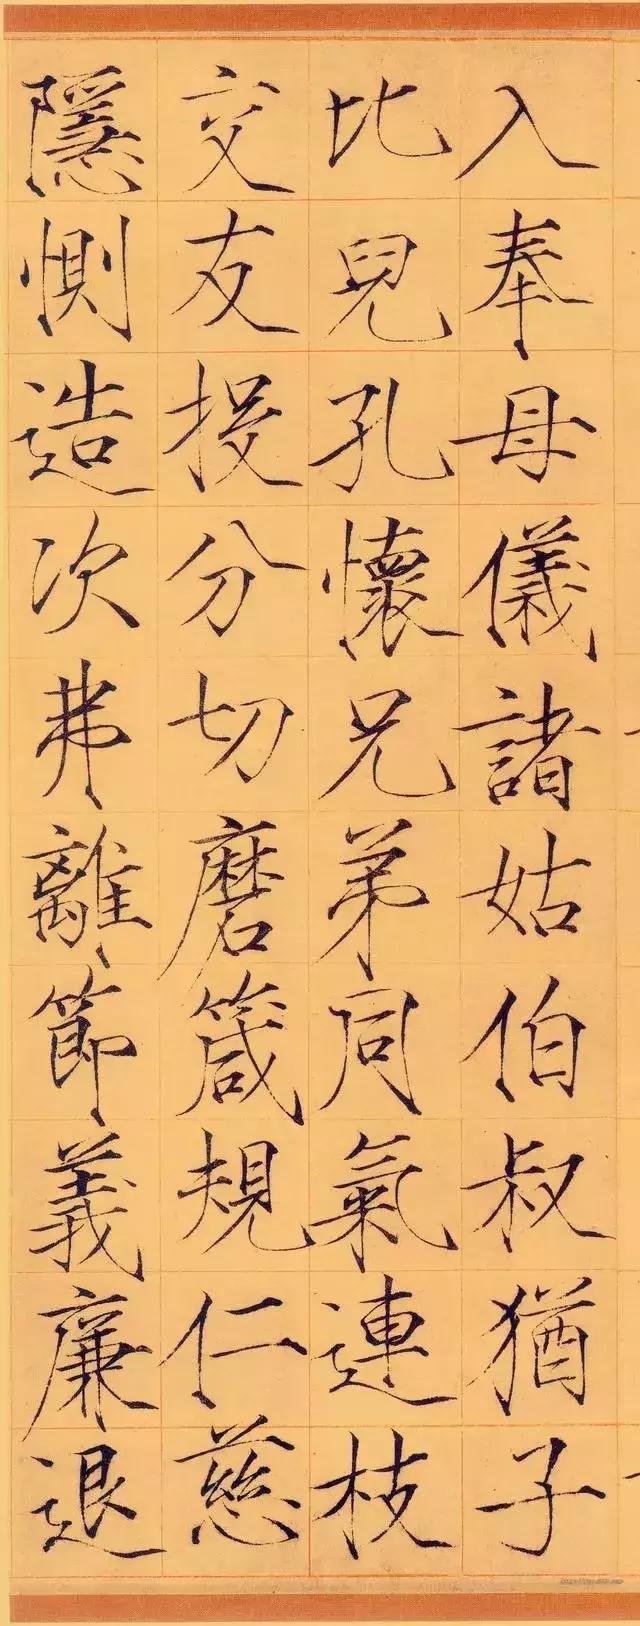 入奉母儀諸姑伯叔猶子
比兒孔懷兄弟同氣連枝
交友投分切磨箴規仁慈
隱惻造次弗離節義廉退